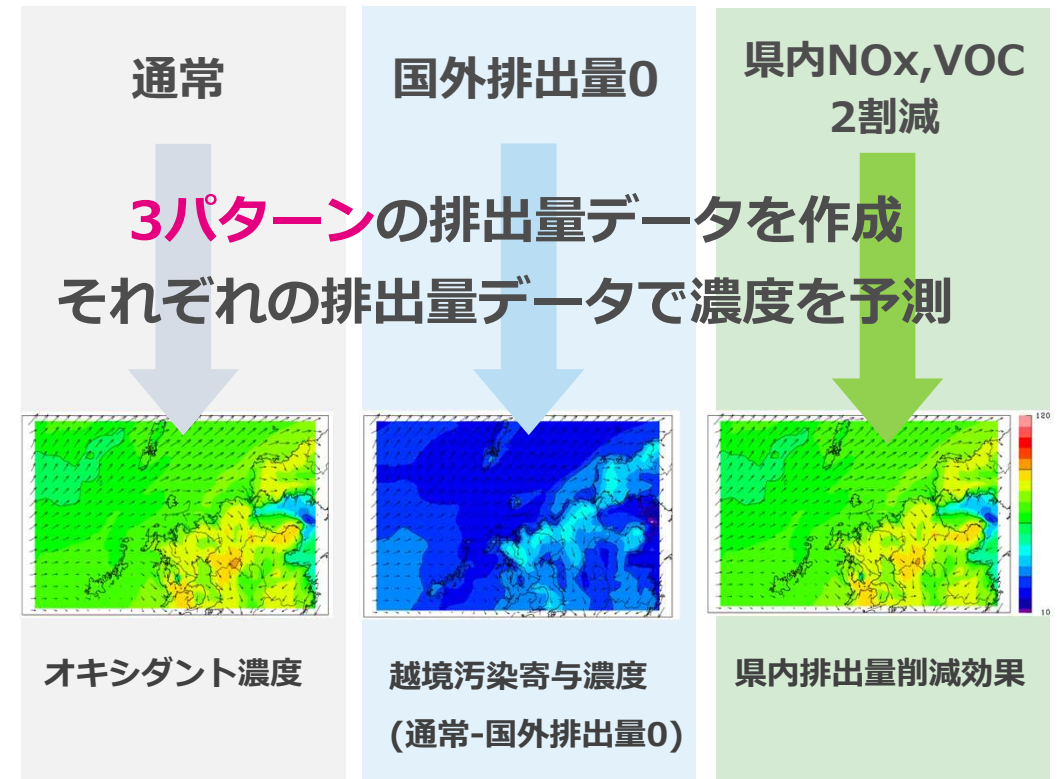 通常
国外排出量0
県内NOx,VOC
2割減
3パターンの排出量データを作成
それぞれの排出量データで濃度を予測
120
10
オキシダント濃度
越境汚染寄与濃度
(通常-国外排出量0)
県内排出量削減効果